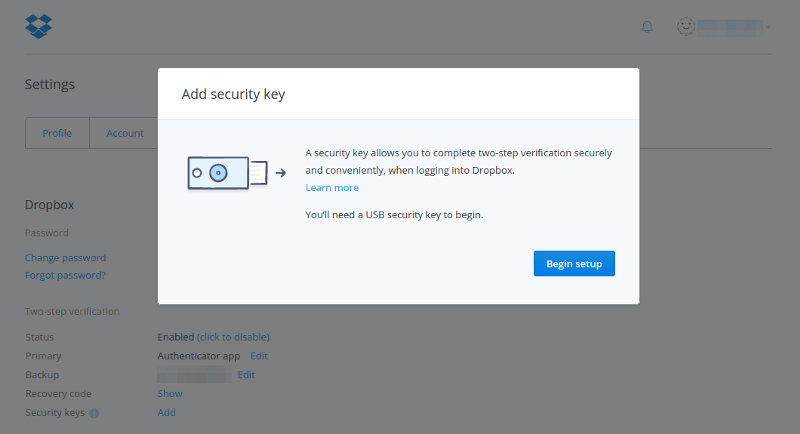 Settings
Profile Account
Add security key
A security key allows you to complete two-step verification securely
and conveniently, when logging into Dropbox.
Learn more
You'll need a USB security key to begin.
Begin setup
Dropbox
Password
Change password
Forgot password?
Two-step verification
Status Enabled (click to disable)
Primary Authenticator app Edit
Backup Edit
Recovery code Show
Security keys i Add